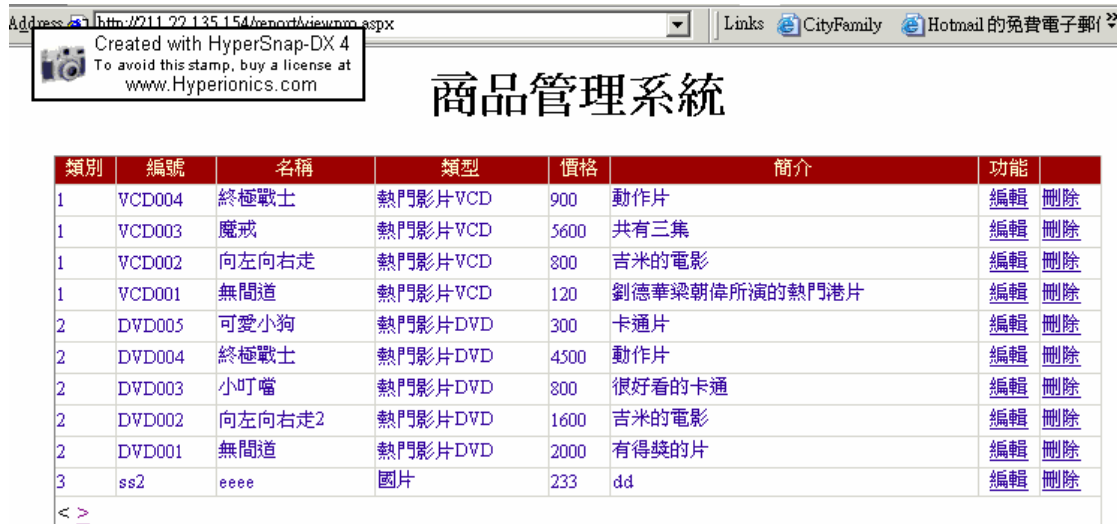 Address http://211.22.135.154/report/viewpro.aspx Links CityFamily Hotmail 的免費電子郵件
Created with HyperSnap-DX 4
To avoid this stamp, buy a license at
www.Hyperionics.com
商品管理系統
類別 編號 名稱 類型 價格 簡介 功能
1 VCD004 終極戰士 熱門影片VCD 900 動作片 編輯 刪除
1 VCD003 魔戒 熱門影片VCD 5600 共有三集 編輯 刪除
1 VCD002 向左向右走 熱門影片VCD 800 吉米的電影 編輯 刪除
1 VCD001 無間道 熱門影片VCD 120 劉德華梁朝偉所演的熱門港片 編輯 刪除
2 DVD005 可愛小狗 熱門影片DVD 300 卡通片 編輯 刪除
2 DVD004 終極戰士 熱門影片DVD 4500 動作片 編輯 刪除
2 DVD003 小叮噹 熱門影片DVD 800 很好看的卡通 編輯 刪除
2 DVD002 向左向右走2 熱門影片DVD 1600 吉米的電影 編輯 刪除
2 DVD001 無間道 熱門影片DVD 2000 有得獎的片 編輯 刪除
3 ss2 eeee 國片 233 dd 編輯 刪除
< >